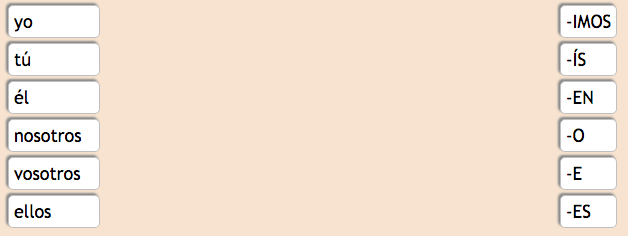 yo -IMOS
tú -ÍS
él -EN
nosotros -O
vosotros -E
ellos -ES